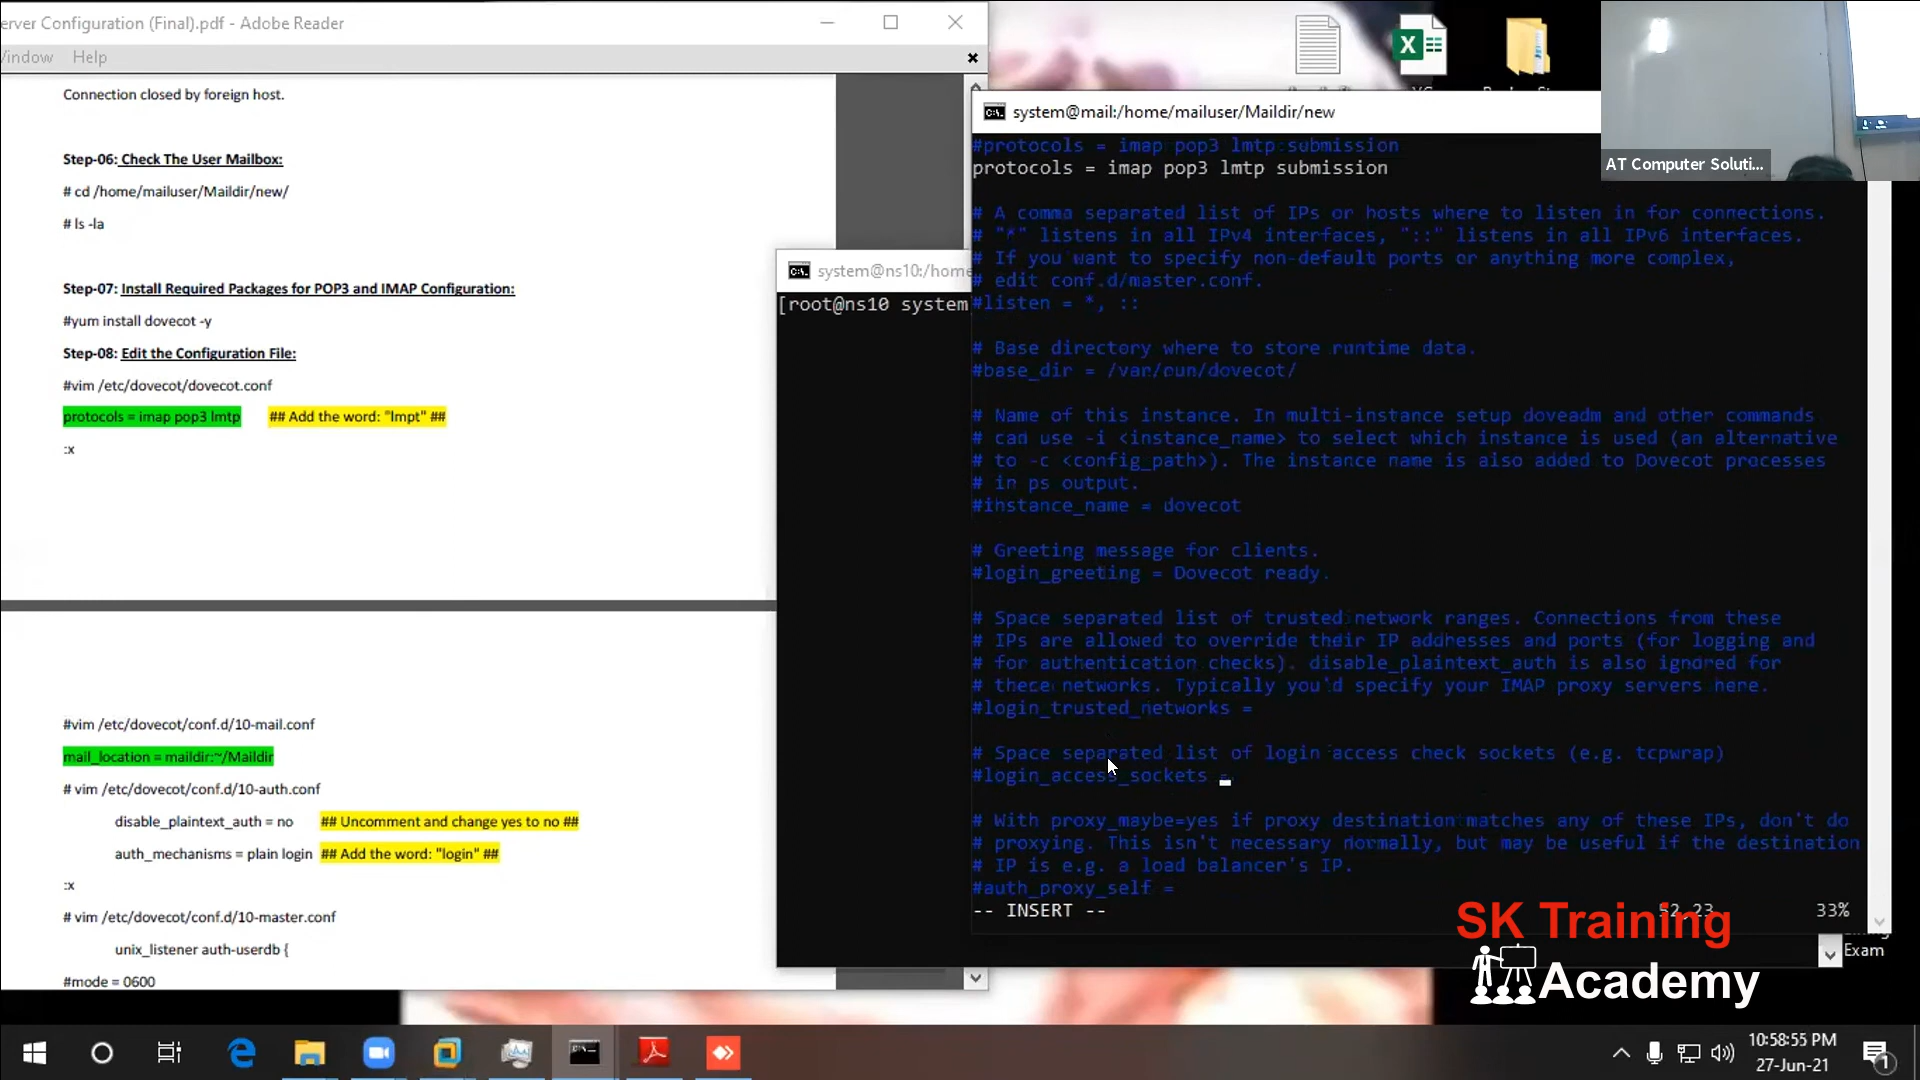 erver Configuration (Final).pdf - Adobe Reader
Help
Connection closed by foreign host.
Step-06: Check The User Mailbox:
# cd /home/mailuser/Maildir/new/
# ls -la
Step-07: Install Required Packages for POP3 and IMAP Configuration:
#yum install dovecot -y
Step-08: Edit the Configuration File:
#vim /etc/dovecot/dovecot.conf
protocols = imap pop3 lmtp ## Add the word: "lmpt" ##
:x
#vim /etc/dovecot/conf.d/10-mail.conf
mail_location = maildir:~/Maildir
# vim /etc/dovecot/conf.d/10-auth.conf
disable_plaintext_auth = no ## Uncomment and change yes to no ##
auth_mechanisms = plain login ## Add the word: "login" ##
:x
# vim /etc/dovecot/conf.d/10-master.conf
unix_listener auth-userdb {
#mode = 0600
system@ns10:/home
[root@ns10 system
system@mail:/home/mailuser/Maildir/new
#protocols = imap pop3 lmtp submission
protocols = imap pop3 lmtp submission
# A comma separated list of IPs or hosts where to listen in for connections.
# "*" listens in all IPv4 interfaces, "::" listens in all IPv6 interfaces.
# If you want to specify non-default ports or anything more complex,
# edit conf.d/master.conf.
#listen = *, ::
# Base directory where to store runtime data.
#base_dir = /var/run/dovecot/
# Name of this instance. In multi-instance setup doveadm and other commands
# can use -i <instance_name> to select which instance is used (an alternative
# to -c <config_path>). The instance name is also added to Dovecot processes
# in ps output.
#instance_name = dovecot
# Greeting message for clients.
#login_greeting = Dovecot ready.
# Space separated list of trusted network ranges. Connections from these
# IPs are allowed to override their IP addresses and ports (for logging and
# for authentication checks). disable_plaintext_auth is also ignored for
# these networks. Typically you'd specify your IMAP proxy servers here.
#login_trusted_networks =
# Space separated list of login access check sockets (e.g. tcpwrap)
#login_access_sockets =
# With proxy_maybe=yes if proxy destination matches any of these IPs, don't do
# proxying. This isn't necessary normally, but may be useful if the destination
# IP is e.g. a load balancer's IP.
#auth_proxy_self =
-- INSERT -- 52,23 33%
AT Computer Soluti...
Exam
SK Training
Academy
10:58:55 PM
27-Jun-21
1